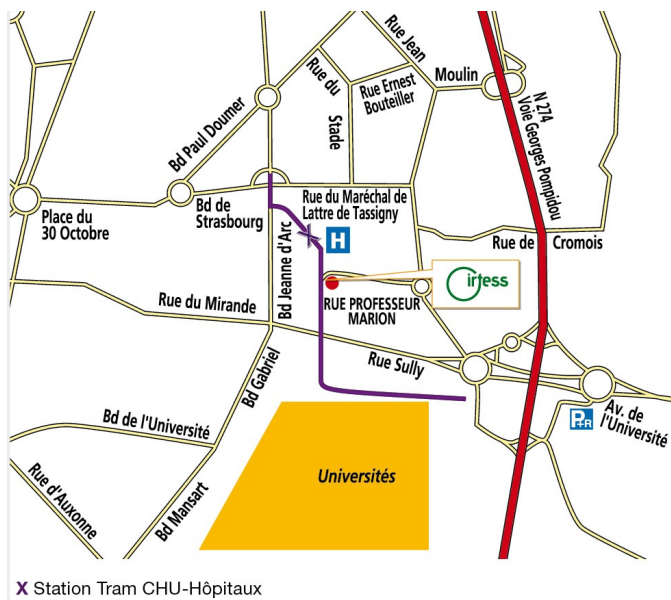 Rue Jean
Moulin
Rue du
Stade
Rue Ernest
Bouteiller
N 274
Voie Georges Pompidou
Bd Paul Doumer
Place du
30 Octobre
Bd de
Strasbourg
Rue du Maréchal de
Lattre de Tassigny
H
Rue de Cromois
Bd Jeanne d'Arc
irtess
RUE PROFESSEUR
MARION
Rue du Mirande
Rue Sully
Bd Gabriel
Av. de
l'Université
P+R
Bd de l'Université
Universités
Rue d'Auxonne
Bd Mansart
X Station Tram CHU-Hôpitaux